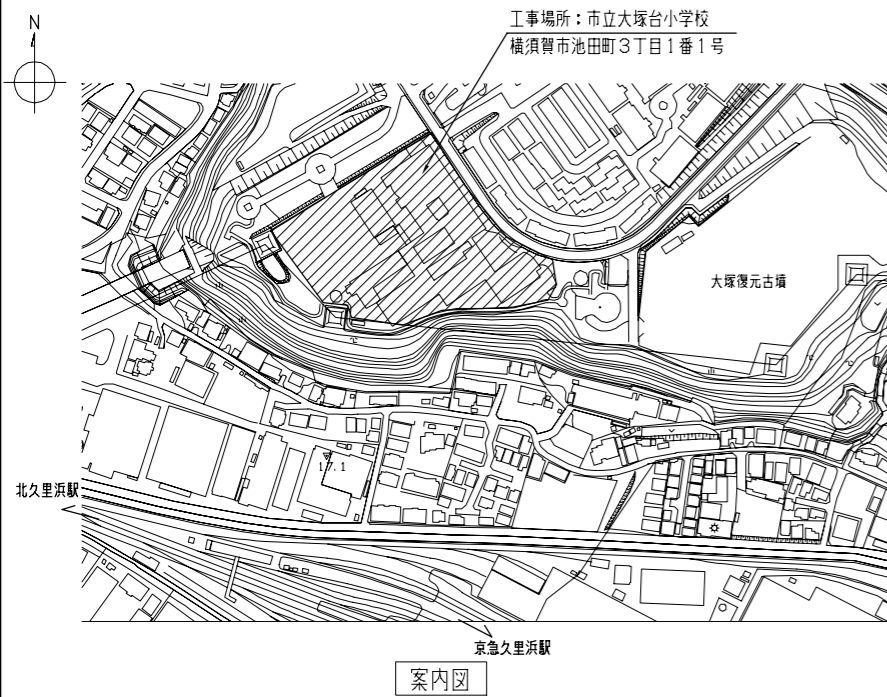 工事場所：市立大塚台小学校
横須賀市池田町3丁目1番1号
N
大塚復元古墳
17.1
北久里浜駅
京急久里浜駅
案内図